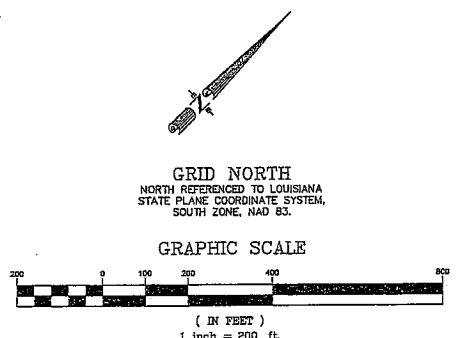 N
GRID NORTH
NORTH REFERENCED TO LOUISIANA
STATE PLANE COORDINATE SYSTEM,
SOUTH ZONE, NAD 83.
GRAPHIC SCALE
200 0 100 200 400 800
( IN FEET )
1 inch = 200 ft.